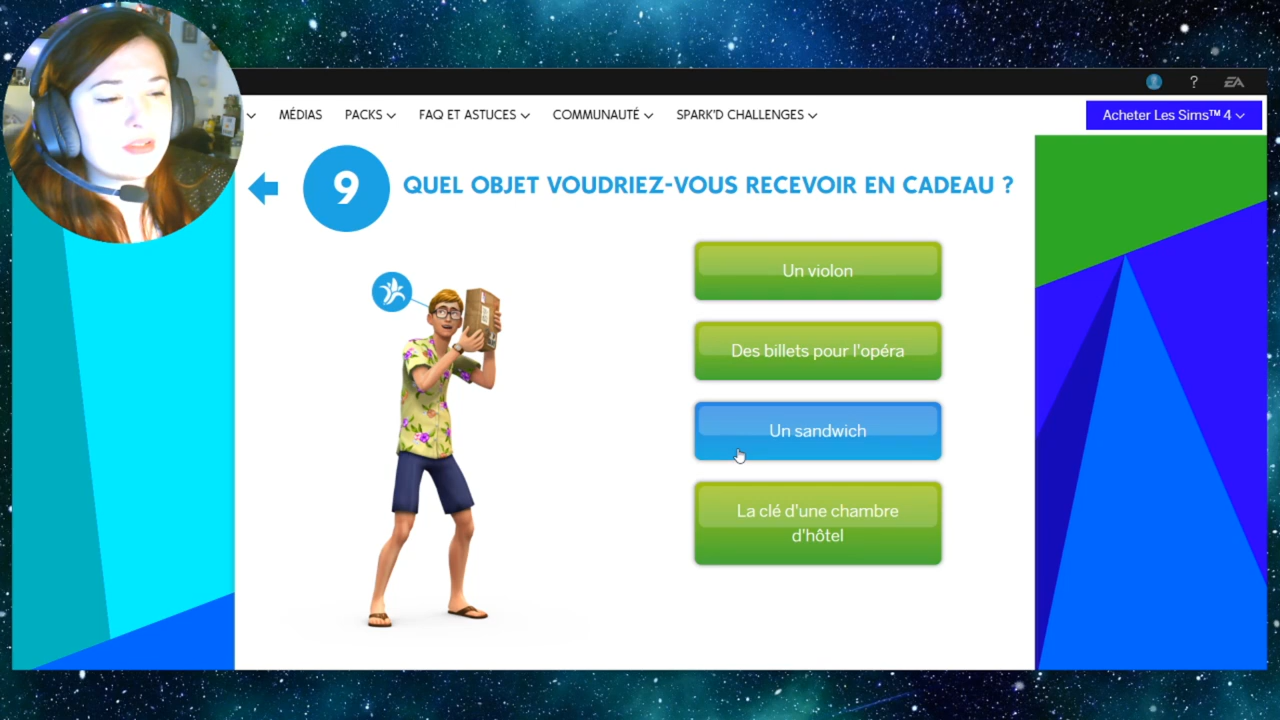 MÉDIAS PACKS FAQ ET ASTUCES COMMUNAUTÉ SPARK'D CHALLENGES Acheter Les Sims™ 4
? EA
9 QUEL OBJET VOUDRIEZ-VOUS RECEVOIR EN CADEAU ?
Un violon
Des billets pour l'opéra
Un sandwich
La clé d'une chambre
d'hôtel